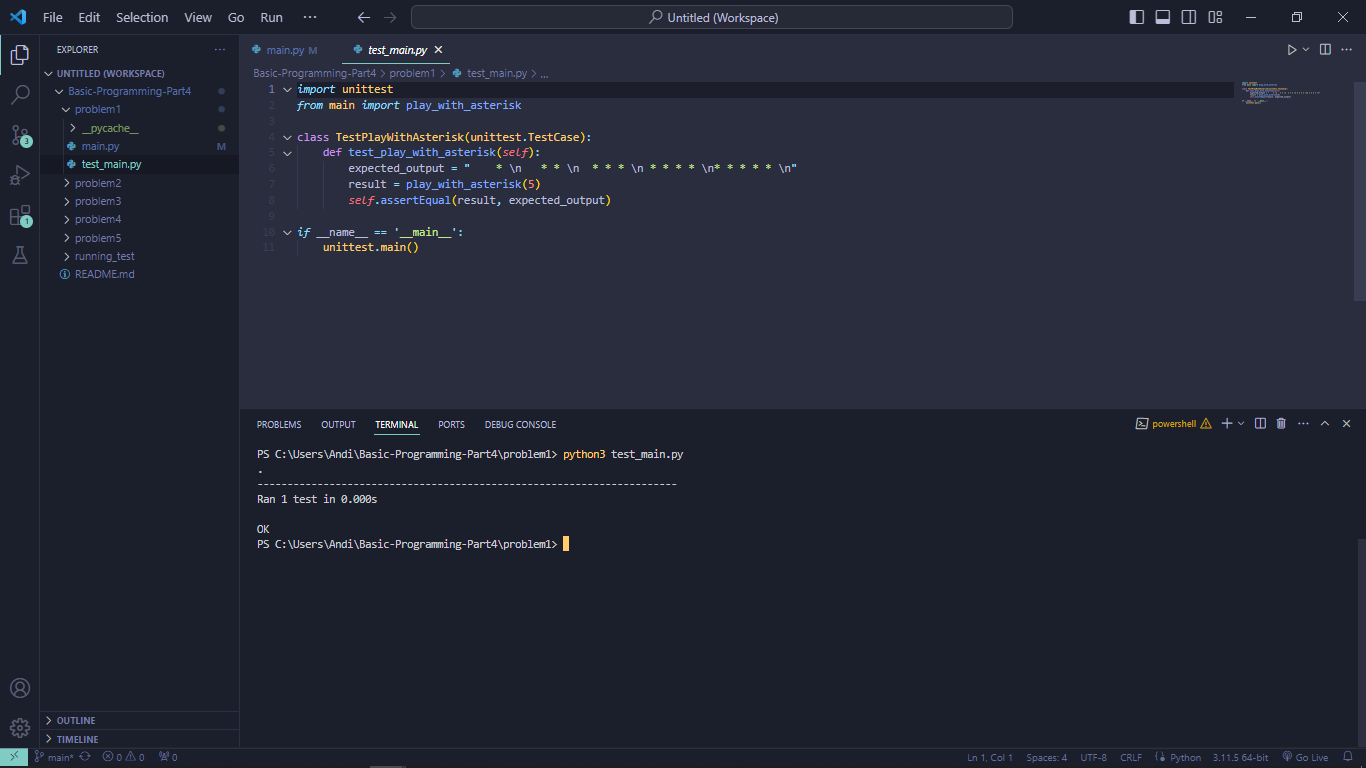 File Edit Selection View Go Run ··· Untitled (Workspace)
EXPLORER ···
UNTITLED (WORKSPACE)
Basic-Programming-Part4
problem1
__pycache__
main.py M
test_main.py
problem2
problem3
problem4
problem5
running_test
README.md
OUTLINE
TIMELINE
3
1
main.py M test_main.py
Basic-Programming-Part4 > problem1 > test_main.py > ...
1 import unittest
2 from main import play_with_asterisk
3
4 class TestPlayWithAsterisk(unittest.TestCase):
5     def test_play_with_asterisk(self):
6         expected_output = "    * \n   * * \n  * * * \n * * * * \n* * * * * \n"
7         result = play_with_asterisk(5)
8         self.assertEqual(result, expected_output)
9
10 if __name__ == '__main__':
11     unittest.main()
PROBLEMS OUTPUT TERMINAL PORTS DEBUG CONSOLE powershell
PS C:\Users\Andi\Basic-Programming-Part4\problem1> python3 test_main.py
.
----------------------------------------------------------------------
Ran 1 test in 0.000s
OK
PS C:\Users\Andi\Basic-Programming-Part4\problem1>
main* 0 0 0 Ln 1, Col 1 Spaces: 4 UTF-8 CRLF Python 3.11.5 64-bit Go Live